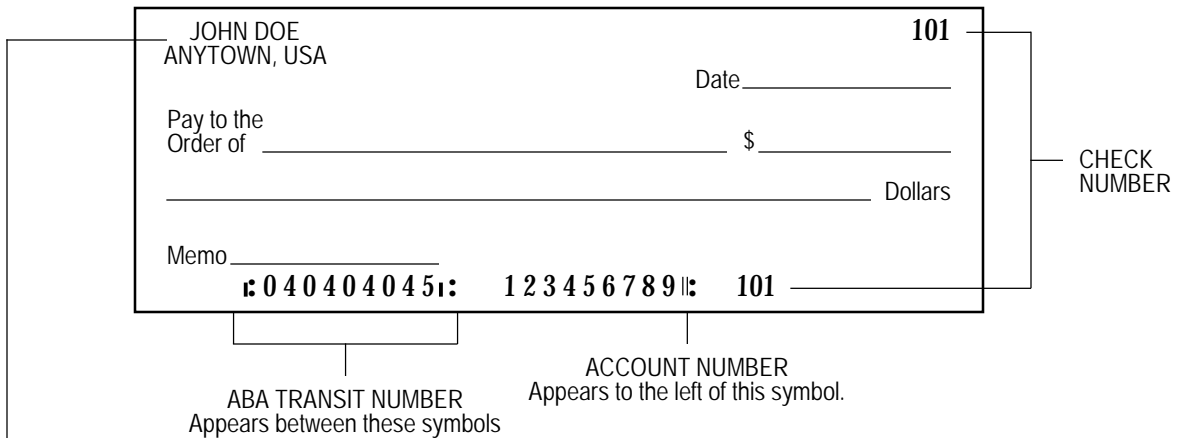 JOHN DOE 101
ANYTOWN, USA
Date
Pay to the
Order of $
Dollars
CHECK
NUMBER
Memo
⑆040404045⑆ 123456789⑈ 101
ACCOUNT NUMBER
Appears to the left of this symbol.
ABA TRANSIT NUMBER
Appears between these symbols